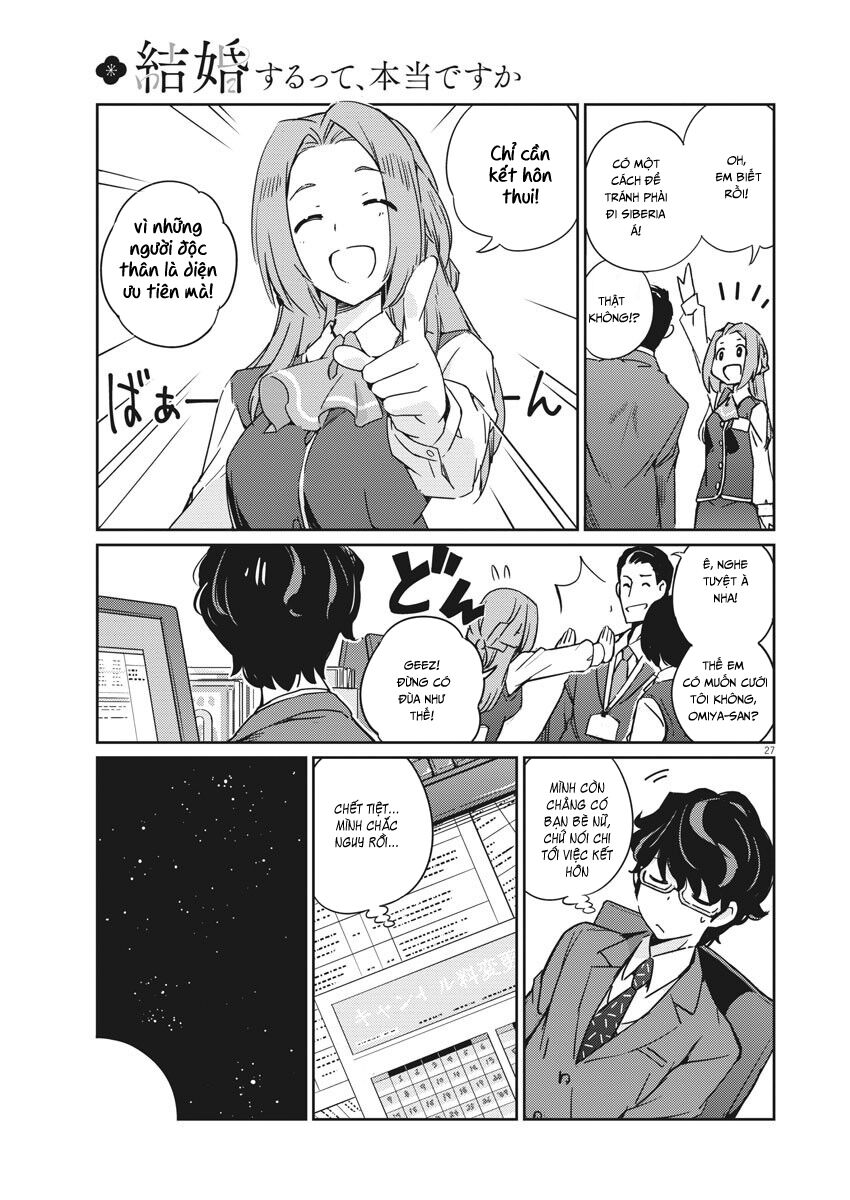 結婚するって、本当ですか
OH,
EM BIẾT
RỒI!
CÓ MỘT
CÁCH ĐỂ
TRÁNH PHẢI
ĐI SIBERIA
Á!
THẬT
KHÔNG!?
Chỉ cần
kết hôn
thui!
vì những
người độc
thân là diện
ưu tiên mà!
ばぁーーん
Ê, NGHE
TUYỆT À
NHA!
THẾ EM
CÓ MUỐN CƯỚI
TÔI KHÔNG,
OMIYA-SAN?
どん
GEEZ!
ĐỪNG CÓ
ĐÙA NHƯ
THẾ!
27
MÌNH CÒN
CHẲNG CÓ
BẠN BÈ NỮ,
CHỨ NÓI CHI
TỚI VIỆC KẾT
HÔN
CHẾT TIỆT...
MÌNH CHẮC
NGUY RỒI...
キャンセル料変更